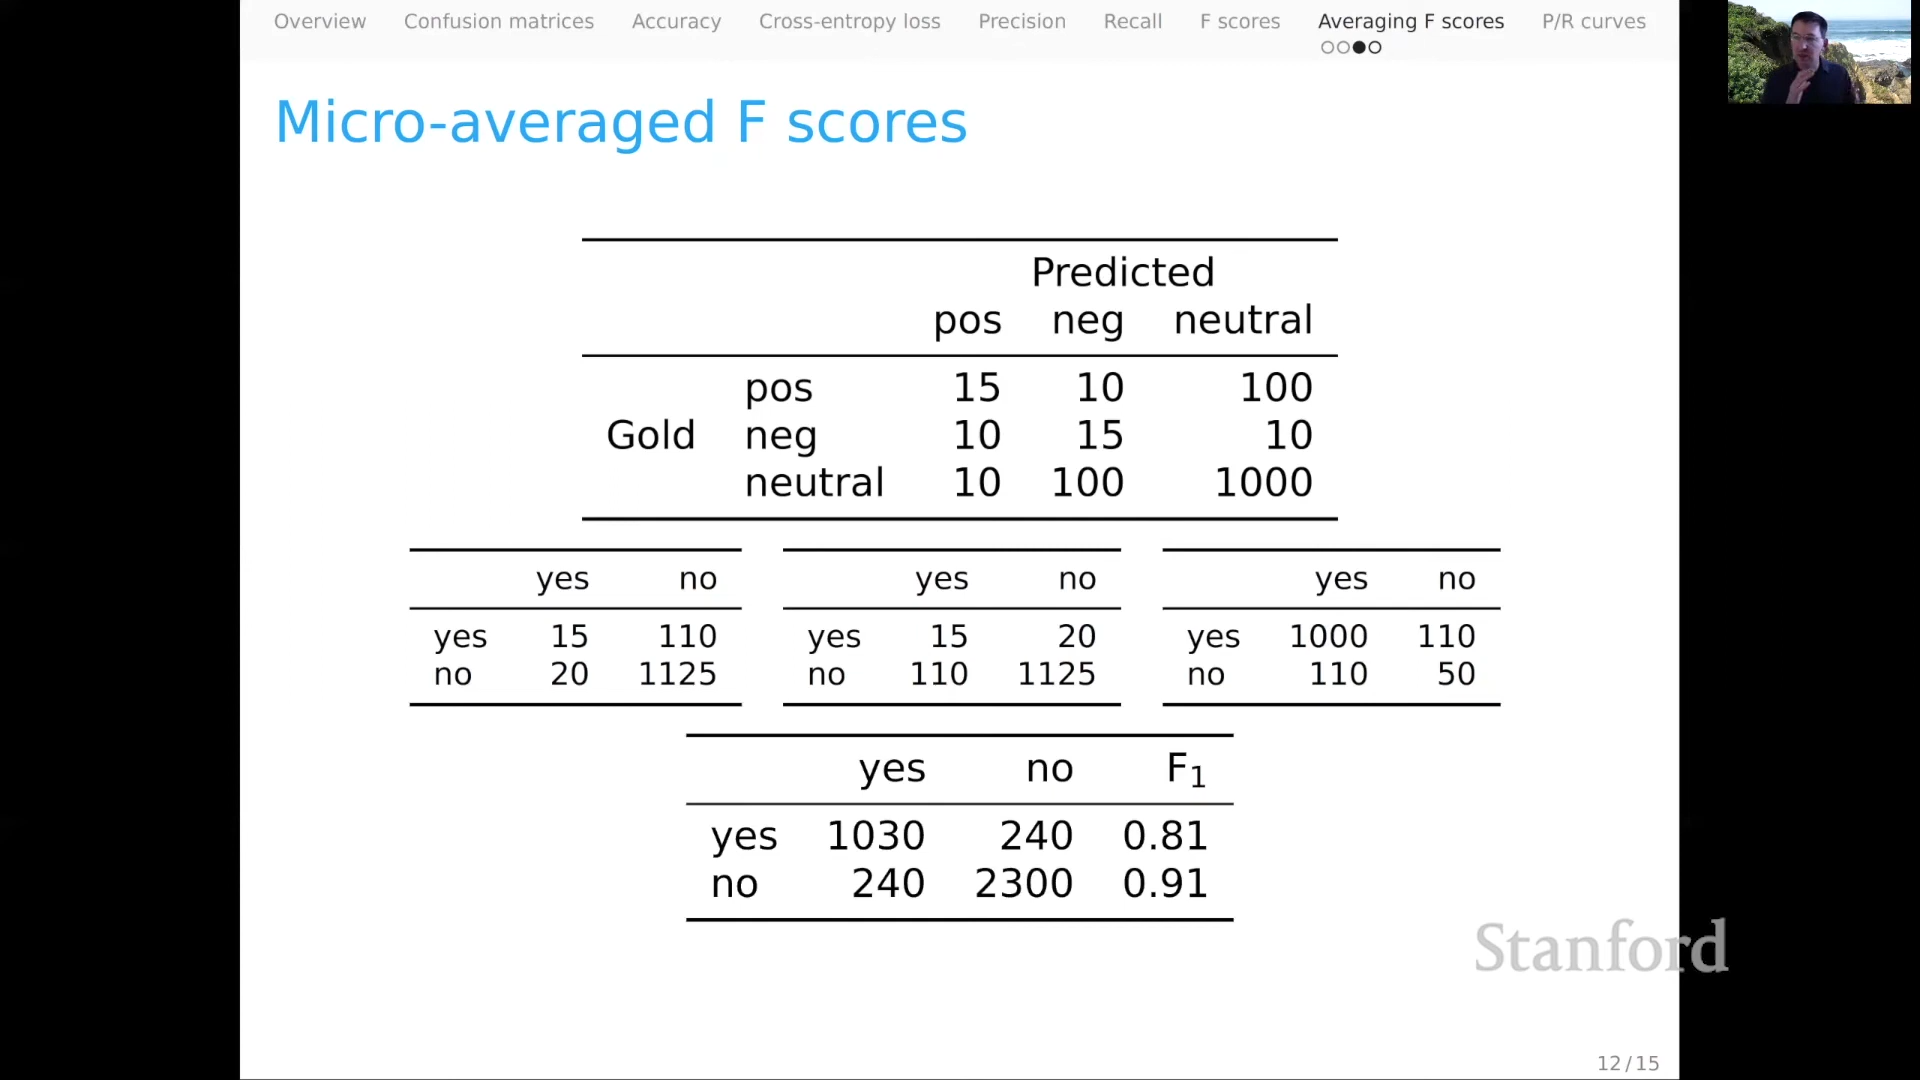 Overview Confusion matrices Accuracy Cross-entropy loss Precision Recall F scores Averaging F scores P/R curves
Micro-averaged F scores
Predicted
pos neg neutral
pos 15 10 100
Gold neg 10 15 10
neutral 10 100 1000
yes no
yes 15 110
no 20 1125
yes no
yes 15 20
no 110 1125
yes no
yes 1000 110
no 110 50
yes no F₁
yes 1030 240 0.81
no 240 2300 0.91
Stanford
12/15